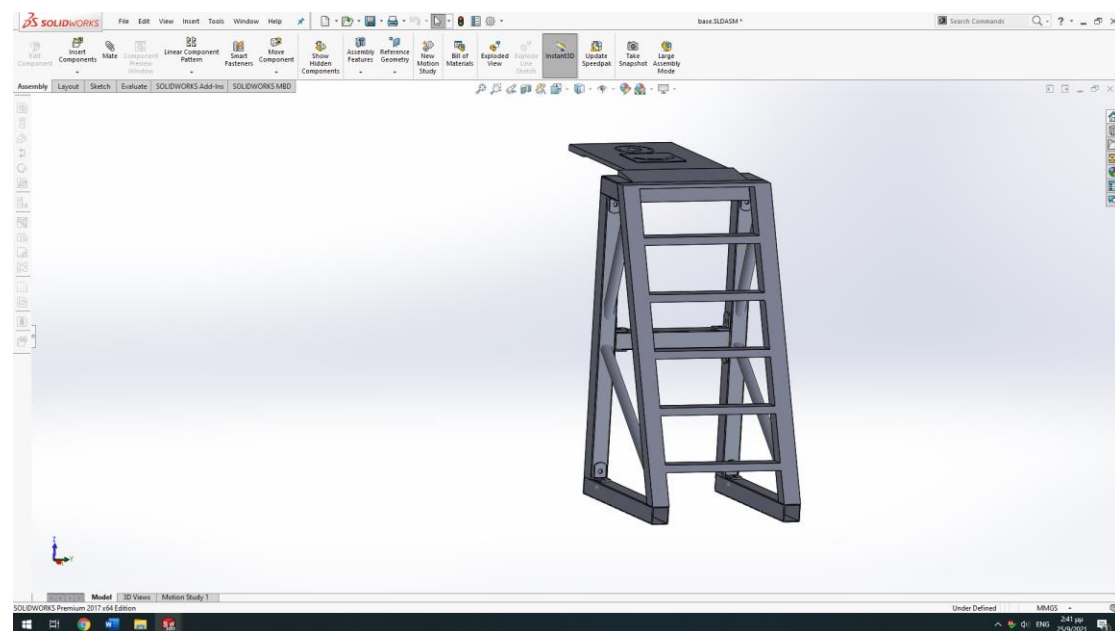 SOLIDWORKS File Edit View Insert Tools Window Help base.SLDASM * Search Commands
Edit Component Insert Components Mate Component Preview Window Linear Component Pattern Smart Fasteners Move Component Show Hidden Components Assembly Features Reference Geometry New Motion Study Bill of Materials Exploded View Explode Line Sketch Instant3D Update Speedpak Take Snapshot Large Assembly Mode
Assembly Layout Sketch Evaluate SOLIDWORKS Add-Ins SOLIDWORKS MBD
Z
Y
Model 3D Views Motion Study 1
SOLIDWORKS Premium 2017 x64 Edition Under Defined MMGS
ENG 2:41 μμ
25/9/2021